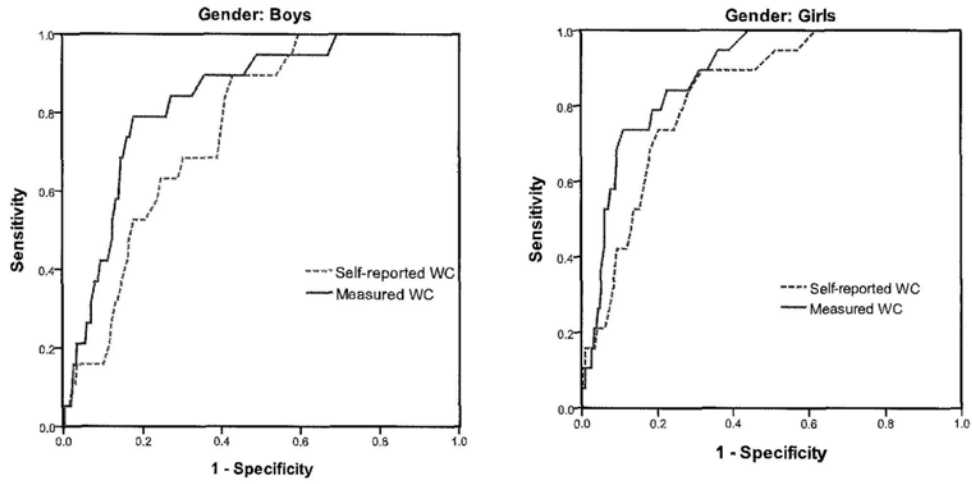 Gender: Boys
1.0
0.8
0.6
0.4
0.2
0.0
Sensitivity
Self-reported WC
Measured WC
0.0 0.2 0.4 0.6 0.8 1.0
1 - Specificity
Gender: Girls
1.0
0.8
0.6
0.4
0.2
0.0
Sensitivity
Self-reported WC
Measured WC
0.0 0.2 0.4 0.6 0.8 1.0
1 - Specificity